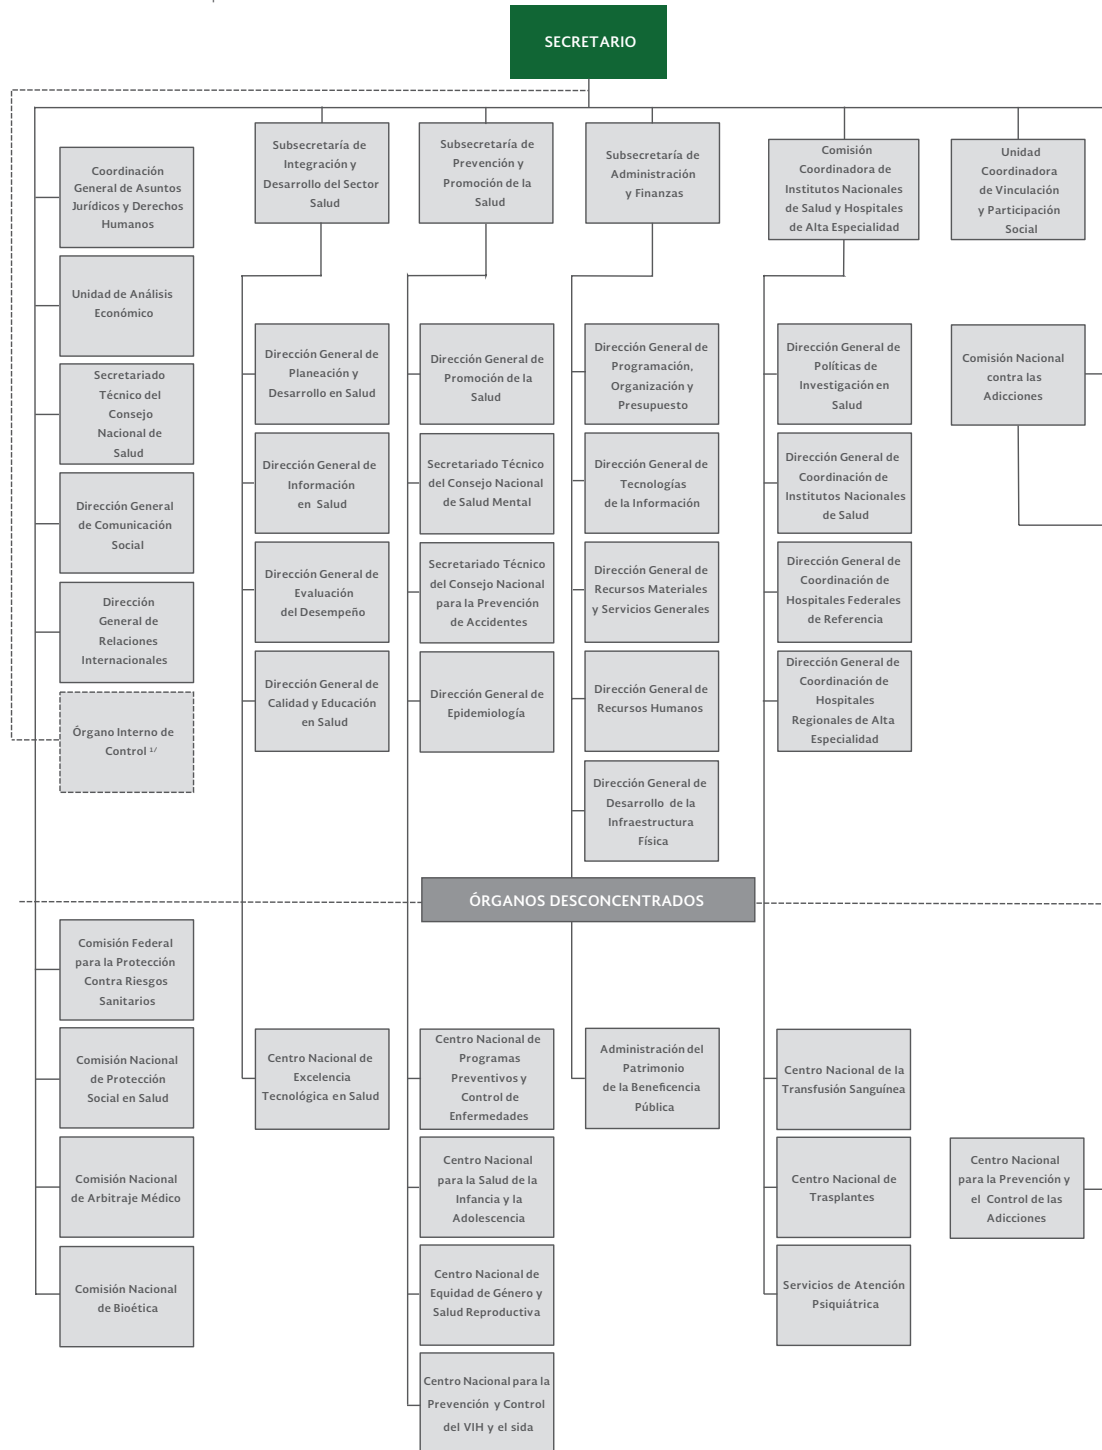 SECRETARIO
Coordinación
General de Asuntos
Jurídicos y Derechos
Humanos
Unidad de Análisis
Económico
Secretariado
Técnico del
Consejo
Nacional de
Salud
Dirección General
de Comunicación
Social
Dirección
General de
Relaciones
Internacionales
Órgano Interno de
Control 1/
Subsecretaría de
Integración y
Desarrollo del Sector
Salud
Dirección General de
Planeación y
Desarrollo en Salud
Dirección General de
Información
en Salud
Dirección General de
Evaluación
del Desempeño
Dirección General de
Calidad y Educación
en Salud
Subsecretaría de
Prevención y
Promoción de la
Salud
Dirección General de
Promoción de la
Salud
Secretariado Técnico
del Consejo Nacional
de Salud Mental
Secretariado Técnico
del Consejo Nacional
para la Prevención
de Accidentes
Dirección General de
Epidemiología
Subsecretaría de
Administración
y Finanzas
Dirección General de
Programación,
Organización y
Presupuesto
Dirección General de
Tecnologías
de la Información
Dirección General de
Recursos Materiales
y Servicios Generales
Dirección General de
Recursos Humanos
Dirección General de
Desarrollo de la
Infraestructura
Física
Comisión
Coordinadora de
Institutos Nacionales
de Salud y Hospitales
de Alta Especialidad
Dirección General de
Políticas de
Investigación en
Salud
Dirección General de
Coordinación de
Institutos Nacionales
de Salud
Dirección General de
Coordinación de
Hospitales Federales
de Referencia
Dirección General de
Coordinación de
Hospitales
Regionales de Alta
Especialidad
Unidad
Coordinadora
de Vinculación
y Participación
Social
Comisión Nacional
contra las
Adicciones
ÓRGANOS DESCONCENTRADOS
Comisión Federal
para la Protección
Contra Riesgos
Sanitarios
Comisión Nacional
de Protección
Social en Salud
Comisión Nacional
de Arbitraje Médico
Comisión Nacional
de Bioética
Centro Nacional de
Excelencia
Tecnológica en Salud
Centro Nacional de
Programas
Preventivos y
Control de
Enfermedades
Centro Nacional
para la Salud de la
Infancia y la
Adolescencia
Centro Nacional de
Equidad de Género y
Salud Reproductiva
Centro Nacional para la
Prevención y Control
del VIH y el sida
Administración del
Patrimonio
de la Beneficencia
Pública
Centro Nacional de la
Transfusión Sanguínea
Centro Nacional de
Trasplantes
Servicios de Atención
Psiquiátrica
Centro Nacional
para la Prevención y
el Control de las
Adicciones